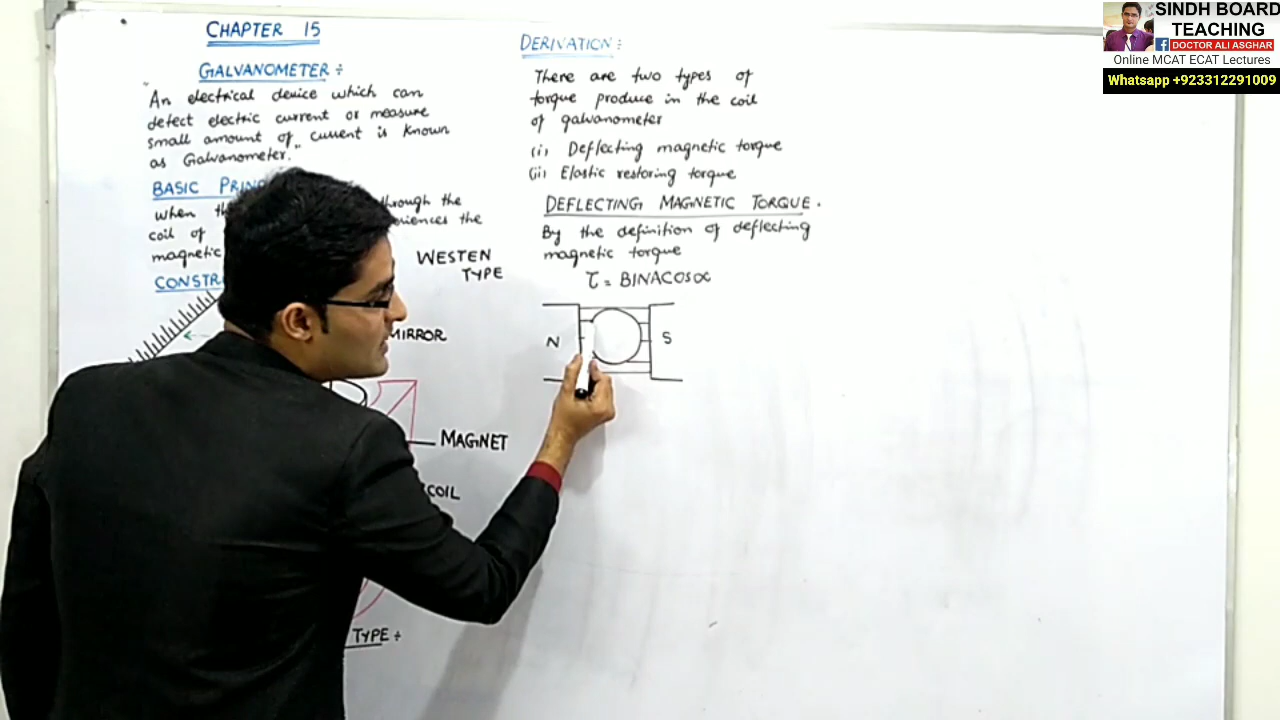 CHAPTER 15
GALVANOMETER ÷
" An electrical device which can
detect electric current or measure
small amount of current is known
as Galvanometer. "
BASIC
when
through the
coil of
the
magnetic
WESTEN
TYPE
MIRROR
MAGNET
COIL
TYPE ÷
DERIVATION :
There are two types of
torque produce in the coil
of galvanometer
(i) Deflecting magnetic torque
(ii) Elastic restoring torque
DEFLECTING MAGNETIC TORQUE.
By the definition of deflecting
magnetic torque
τ = BINACOSα
N
S
SINDH BOARD
TEACHING
f DOCTOR ALI ASGHAR
Online MCAT ECAT Lectures
Whatsapp +923312291009